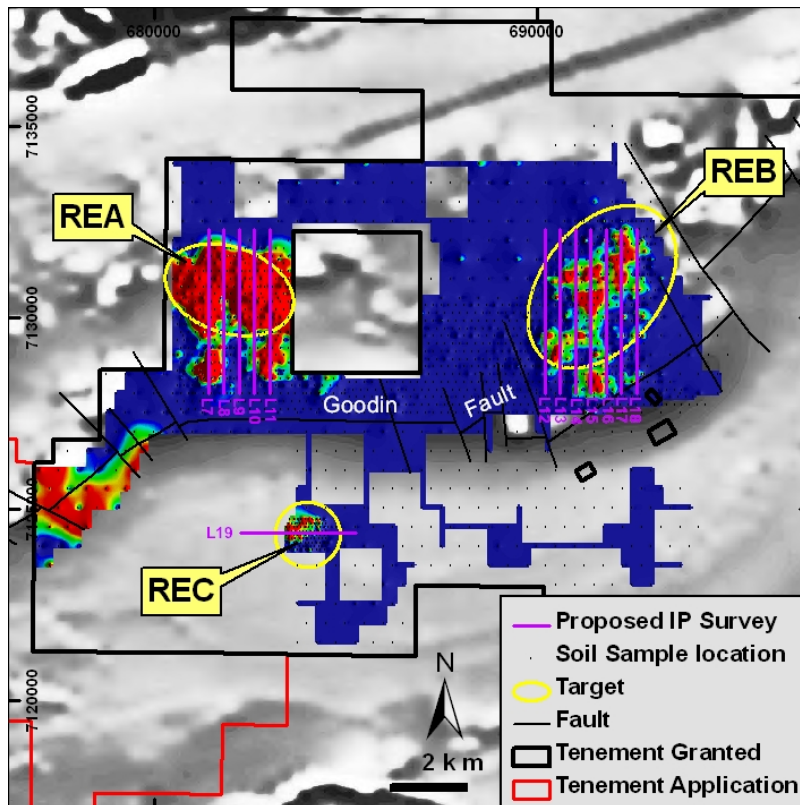 680000
690000
7135000
REB
REA
7130000
Goodin
Fault
L7
L8
L9
L10
L11
L12
L13
L15
L16
L17
L18
L19
REC
7120000
N
2 km
Proposed IP Survey
Soil Sample location
Target
Fault
Tenement Granted
Tenement Application